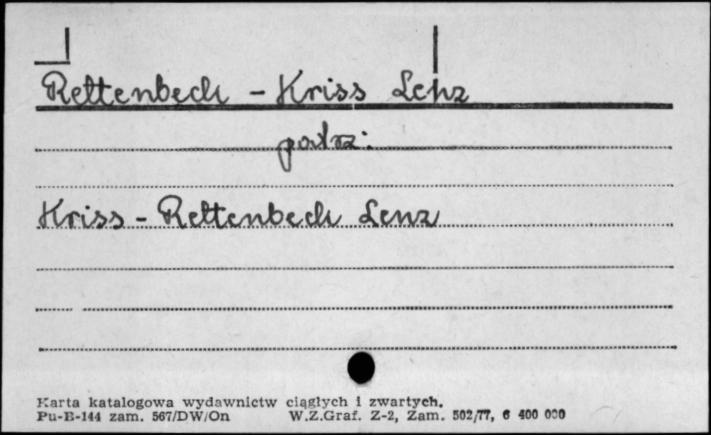 Rettenbeck - Kriss Lenz
patrz:
Kriss - Rettenbeck Lenz
Karta katalogowa wydawnictw ciągłych i zwartych.
Pu-B-144 zam. 567/DW/On W.Z.Graf. Z-2, Zam. 502/77, 6 400 000